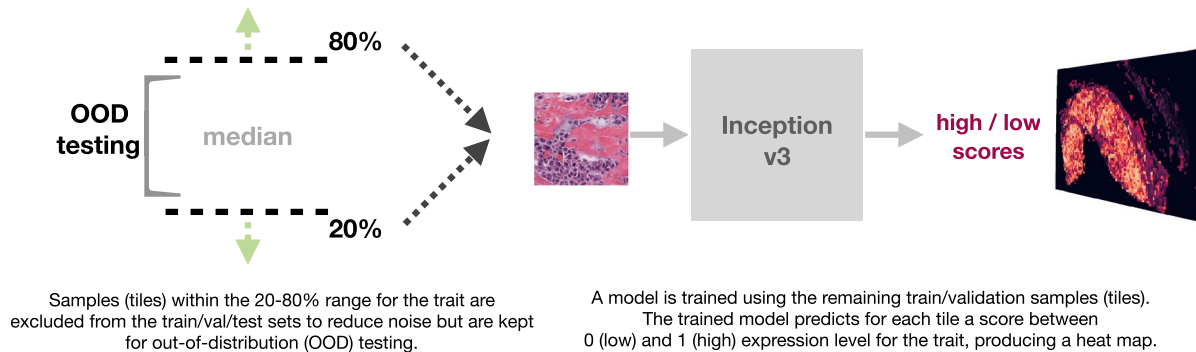 80%
OOD
testing
median
20%
Inception
v3
high / low
scores
Samples (tiles) within the 20-80% range for the trait are
excluded from the train/val/test sets to reduce noise but are kept
for out-of-distribution (OOD) testing.
A model is trained using the remaining train/validation samples (tiles).
The trained model predicts for each tile a score between
0 (low) and 1 (high) expression level for the trait, producing a heat map.